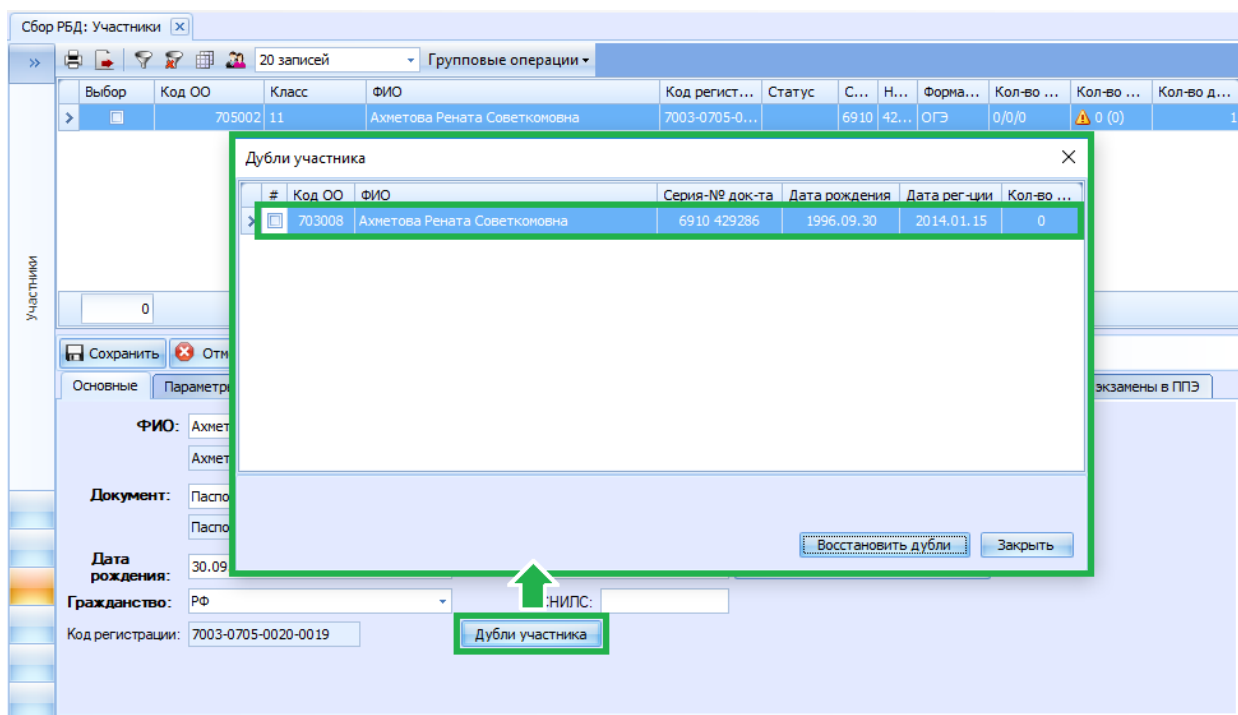 Сбор РБД: Участники
20 записей Групповые операции
Выбор Код ОО Класс ФИО Код регист... Статус С... Н... Форма... Кол-во ... Кол-во ... Кол-во д...
705002 11 Ахметова Рената Советкомовна 7003-0705-0... 6910 42... ОГЭ 0/0/0 0 (0) 1
Дубли участника
# Код ОО ФИО Серия-№ док-та Дата рождения Дата рег-ции Кол-во ...
703008 Ахметова Рената Советкомовна 6910 429286 1996.09.30 2014.01.15 0
Участники
0
Сохранить Отм
Основные Параметры экзамены в ППЭ
ФИО: Ахмет
Ахмет
Документ: Паспо
Паспо
Восстановить дубли Закрыть
Дата
рождения: 30.09
Гражданство: РФ СНИЛС:
Код регистрации: 7003-0705-0020-0019 Дубли участника